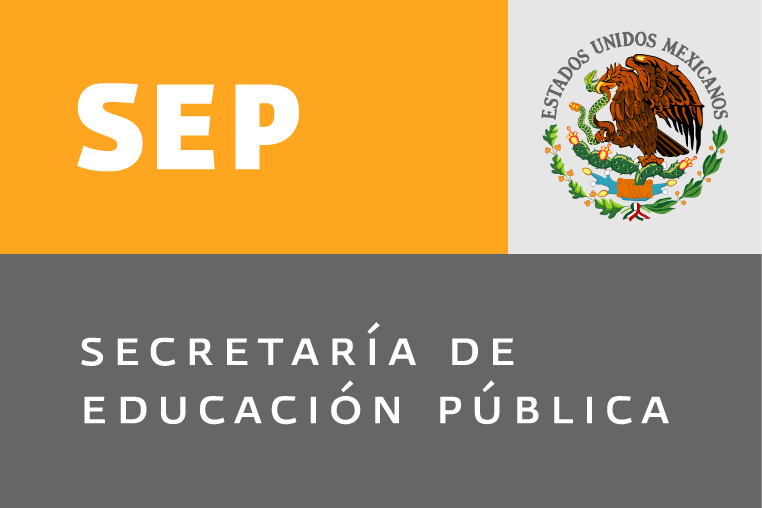 SEP
ESTADOS UNIDOS MEXICANOS
SECRETARÍA DE
EDUCACIÓN PÚBLICA